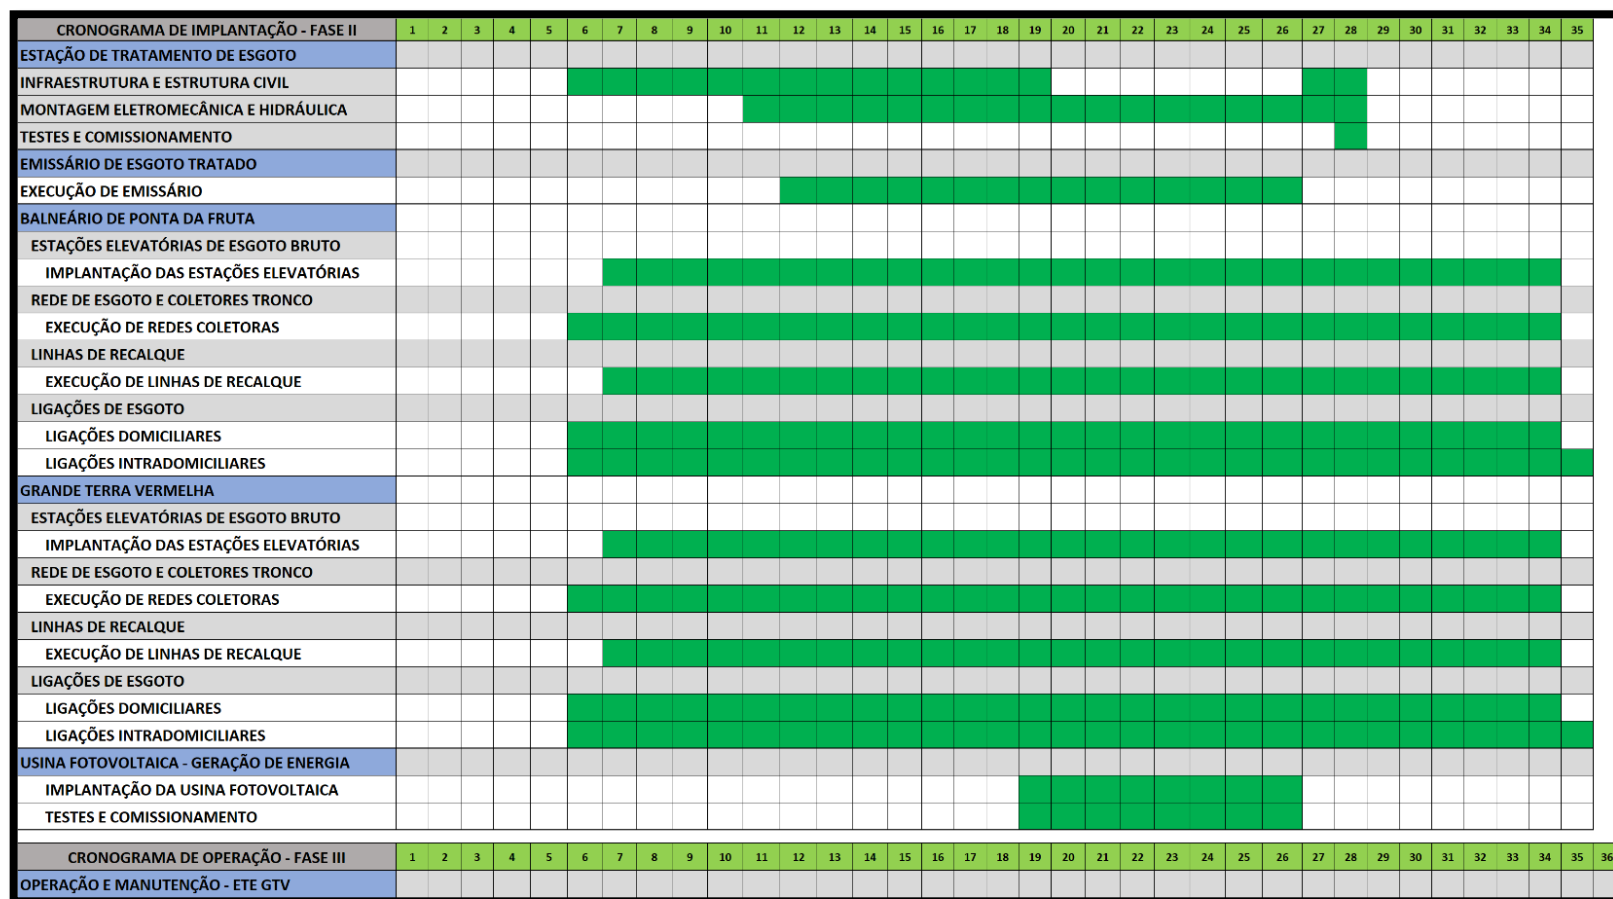 CRONOGRAMA DE IMPLANTAÇÃO - FASE II 1 2 3 4 5 6 7 8 9 10 11 12 13 14 15 16 17 18 19 20 21 22 23 24 25 26 27 28 29 30 31 32 33 34 35
ESTAÇÃO DE TRATAMENTO DE ESGOTO
INFRAESTRUTURA E ESTRUTURA CIVIL
MONTAGEM ELETROMECÂNICA E HIDRÁULICA
TESTES E COMISSIONAMENTO
EMISSÁRIO DE ESGOTO TRATADO
EXECUÇÃO DE EMISSÁRIO
BALNEÁRIO DE PONTA DA FRUTA
ESTAÇÕES ELEVATÓRIAS DE ESGOTO BRUTO
IMPLANTAÇÃO DAS ESTAÇÕES ELEVATÓRIAS
REDE DE ESGOTO E COLETORES TRONCO
EXECUÇÃO DE REDES COLETORAS
LINHAS DE RECALQUE
EXECUÇÃO DE LINHAS DE RECALQUE
LIGAÇÕES DE ESGOTO
LIGAÇÕES DOMICILIARES
LIGAÇÕES INTRADOMICILIARES
GRANDE TERRA VERMELHA
ESTAÇÕES ELEVATÓRIAS DE ESGOTO BRUTO
IMPLANTAÇÃO DAS ESTAÇÕES ELEVATÓRIAS
REDE DE ESGOTO E COLETORES TRONCO
EXECUÇÃO DE REDES COLETORAS
LINHAS DE RECALQUE
EXECUÇÃO DE LINHAS DE RECALQUE
LIGAÇÕES DE ESGOTO
LIGAÇÕES DOMICILIARES
LIGAÇÕES INTRADOMICILIARES
USINA FOTOVOLTAICA - GERAÇÃO DE ENERGIA
IMPLANTAÇÃO DA USINA FOTOVOLTAICA
TESTES E COMISSIONAMENTO
CRONOGRAMA DE OPERAÇÃO - FASE III 1 2 3 4 5 6 7 8 9 10 11 12 13 14 15 16 17 18 19 20 21 22 23 24 25 26 27 28 29 30 31 32 33 34 35 36
OPERAÇÃO E MANUTENÇÃO - ETE GTV